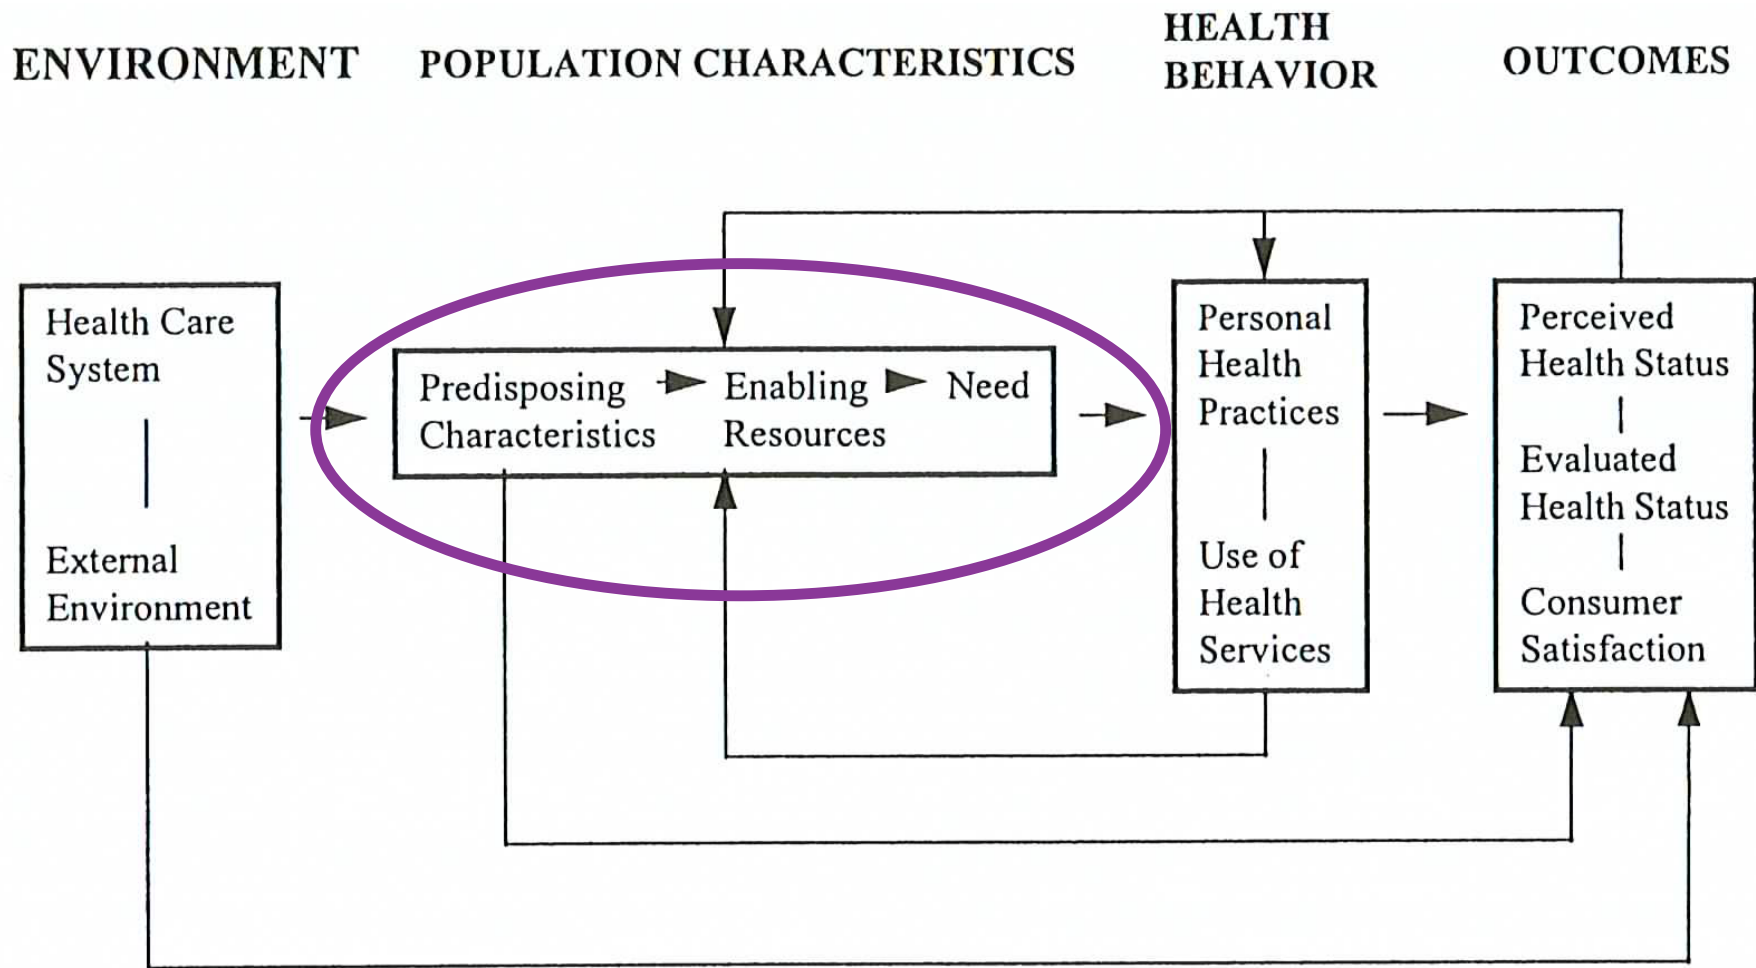 ENVIRONMENT
POPULATION CHARACTERISTICS
HEALTH
BEHAVIOR
OUTCOMES
Health Care
System
External
Environment
Predisposing
Characteristics
Enabling
Resources
Need
Personal
Health
Practices
Use of
Health
Services
Perceived
Health Status
Evaluated
Health Status
Consumer
Satisfaction